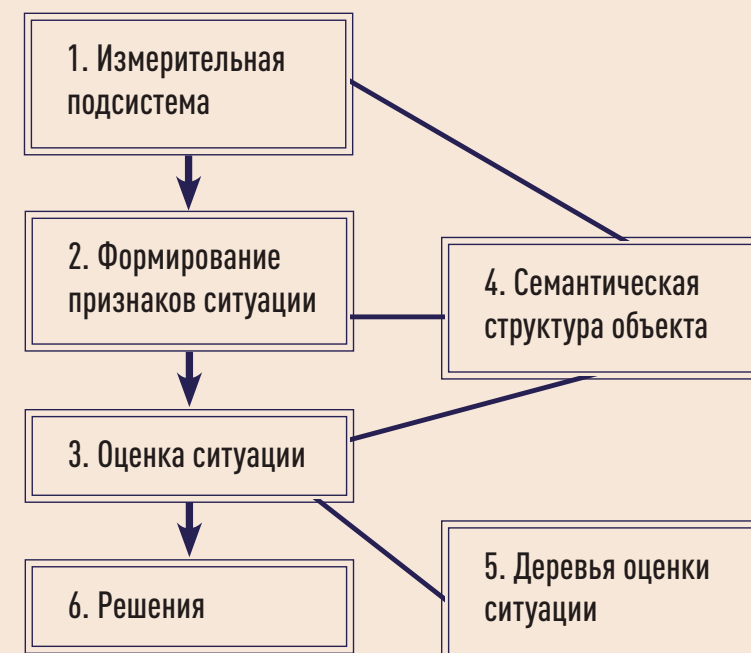 1. Измерительная
подсистема
2. Формирование
признаков ситуации
4. Семантическая
структура объекта
3. Оценка ситуации
5. Деревья оценки
ситуации
6. Решения